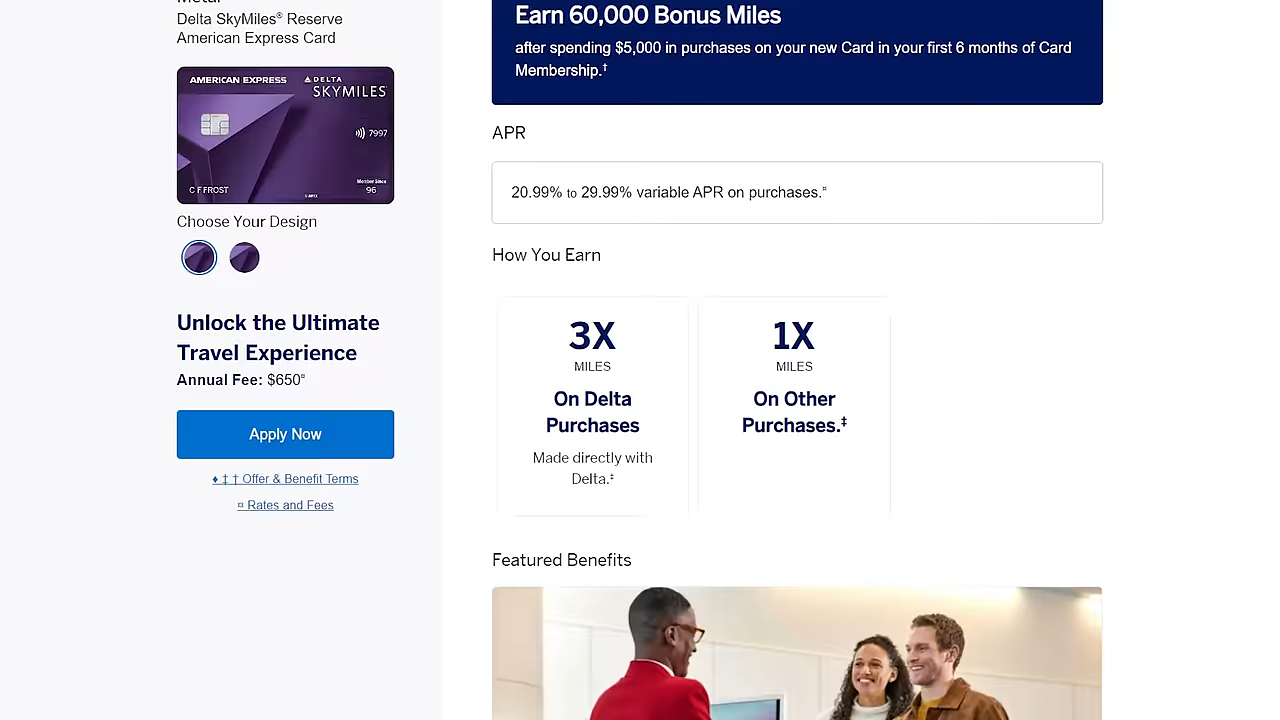 Metal
Delta SkyMiles® Reserve
American Express Card
AMERICAN EXPRESS
DELTA
SKYMILES
7997
Member Since
C F FROST
96
Choose Your Design
Unlock the Ultimate
Travel Experience
Annual Fee: $650¤
Apply Now
♦ ‡ † Offer & Benefit Terms
¤ Rates and Fees
Earn 60,000 Bonus Miles
after spending $5,000 in purchases on your new Card in your first 6 months of Card
Membership.†
APR
20.99% to 29.99% variable APR on purchases.¤
How You Earn
3X
MILES
On Delta
Purchases
Made directly with
Delta.‡
1X
MILES
On Other
Purchases.‡
Featured Benefits